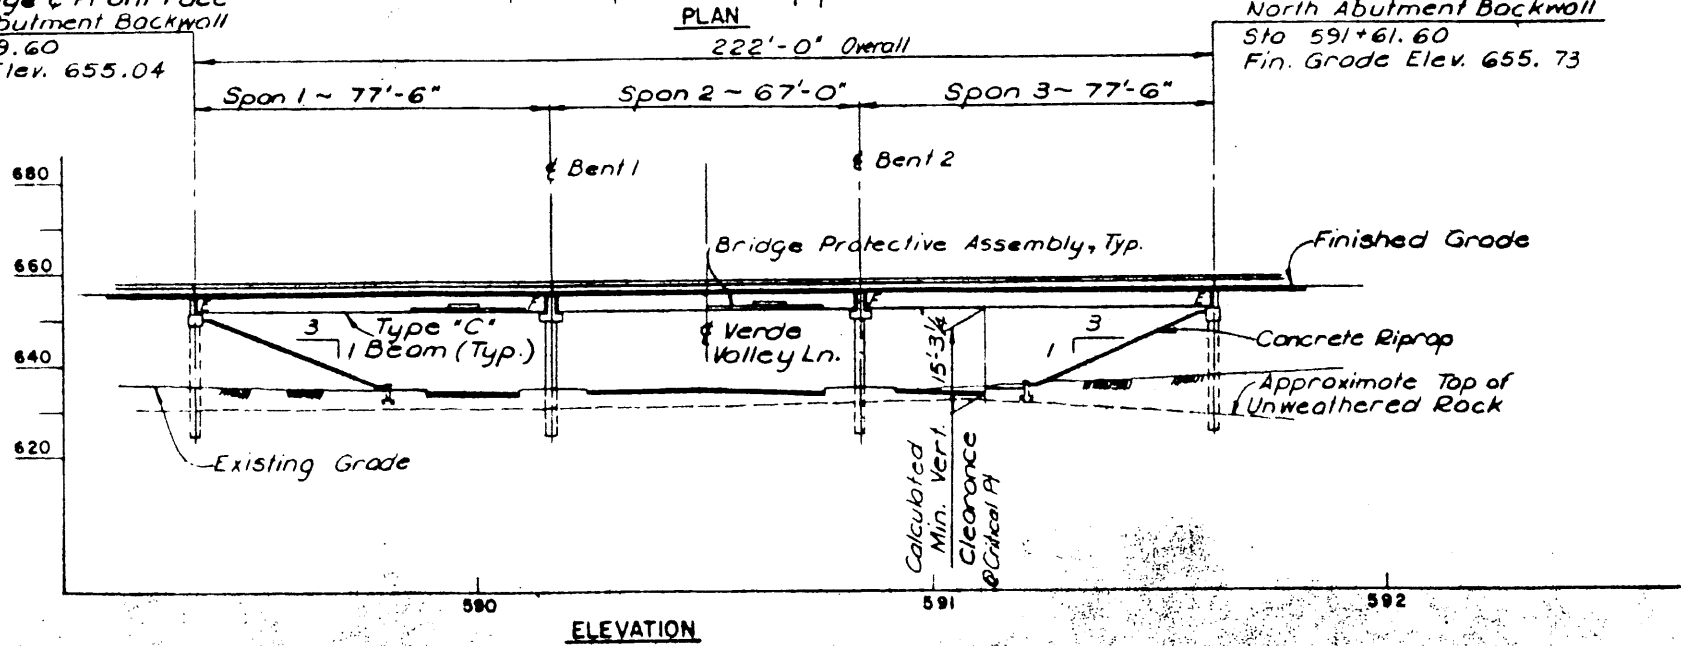 & Front Face
Abutment Backwall
9.60
Elev. 655.04
PLAN
222'-0" Overall
North Abutment Backwall
Sta 591+61.60
Fin. Grade Elev. 655.73
Span 1 ~ 77'-6"
Span 2 ~ 67'-0"
Span 3 ~ 77'-6"
℄ Bent 1
℄ Bent 2
680
660
640
620
Bridge Protective Assembly, Typ.
Finished Grade
F
E
F
F
E
3
1
Type "C"
Beam (Typ.)
℄ Verde
Valley Ln.
3
1
Concrete Riprap
Approximate Top of
Unweathered Rock
Existing Grade
Calculated
Min. Vert. 15'-3¼"
Clearance
@ Critical Pt
590
591
592
ELEVATION